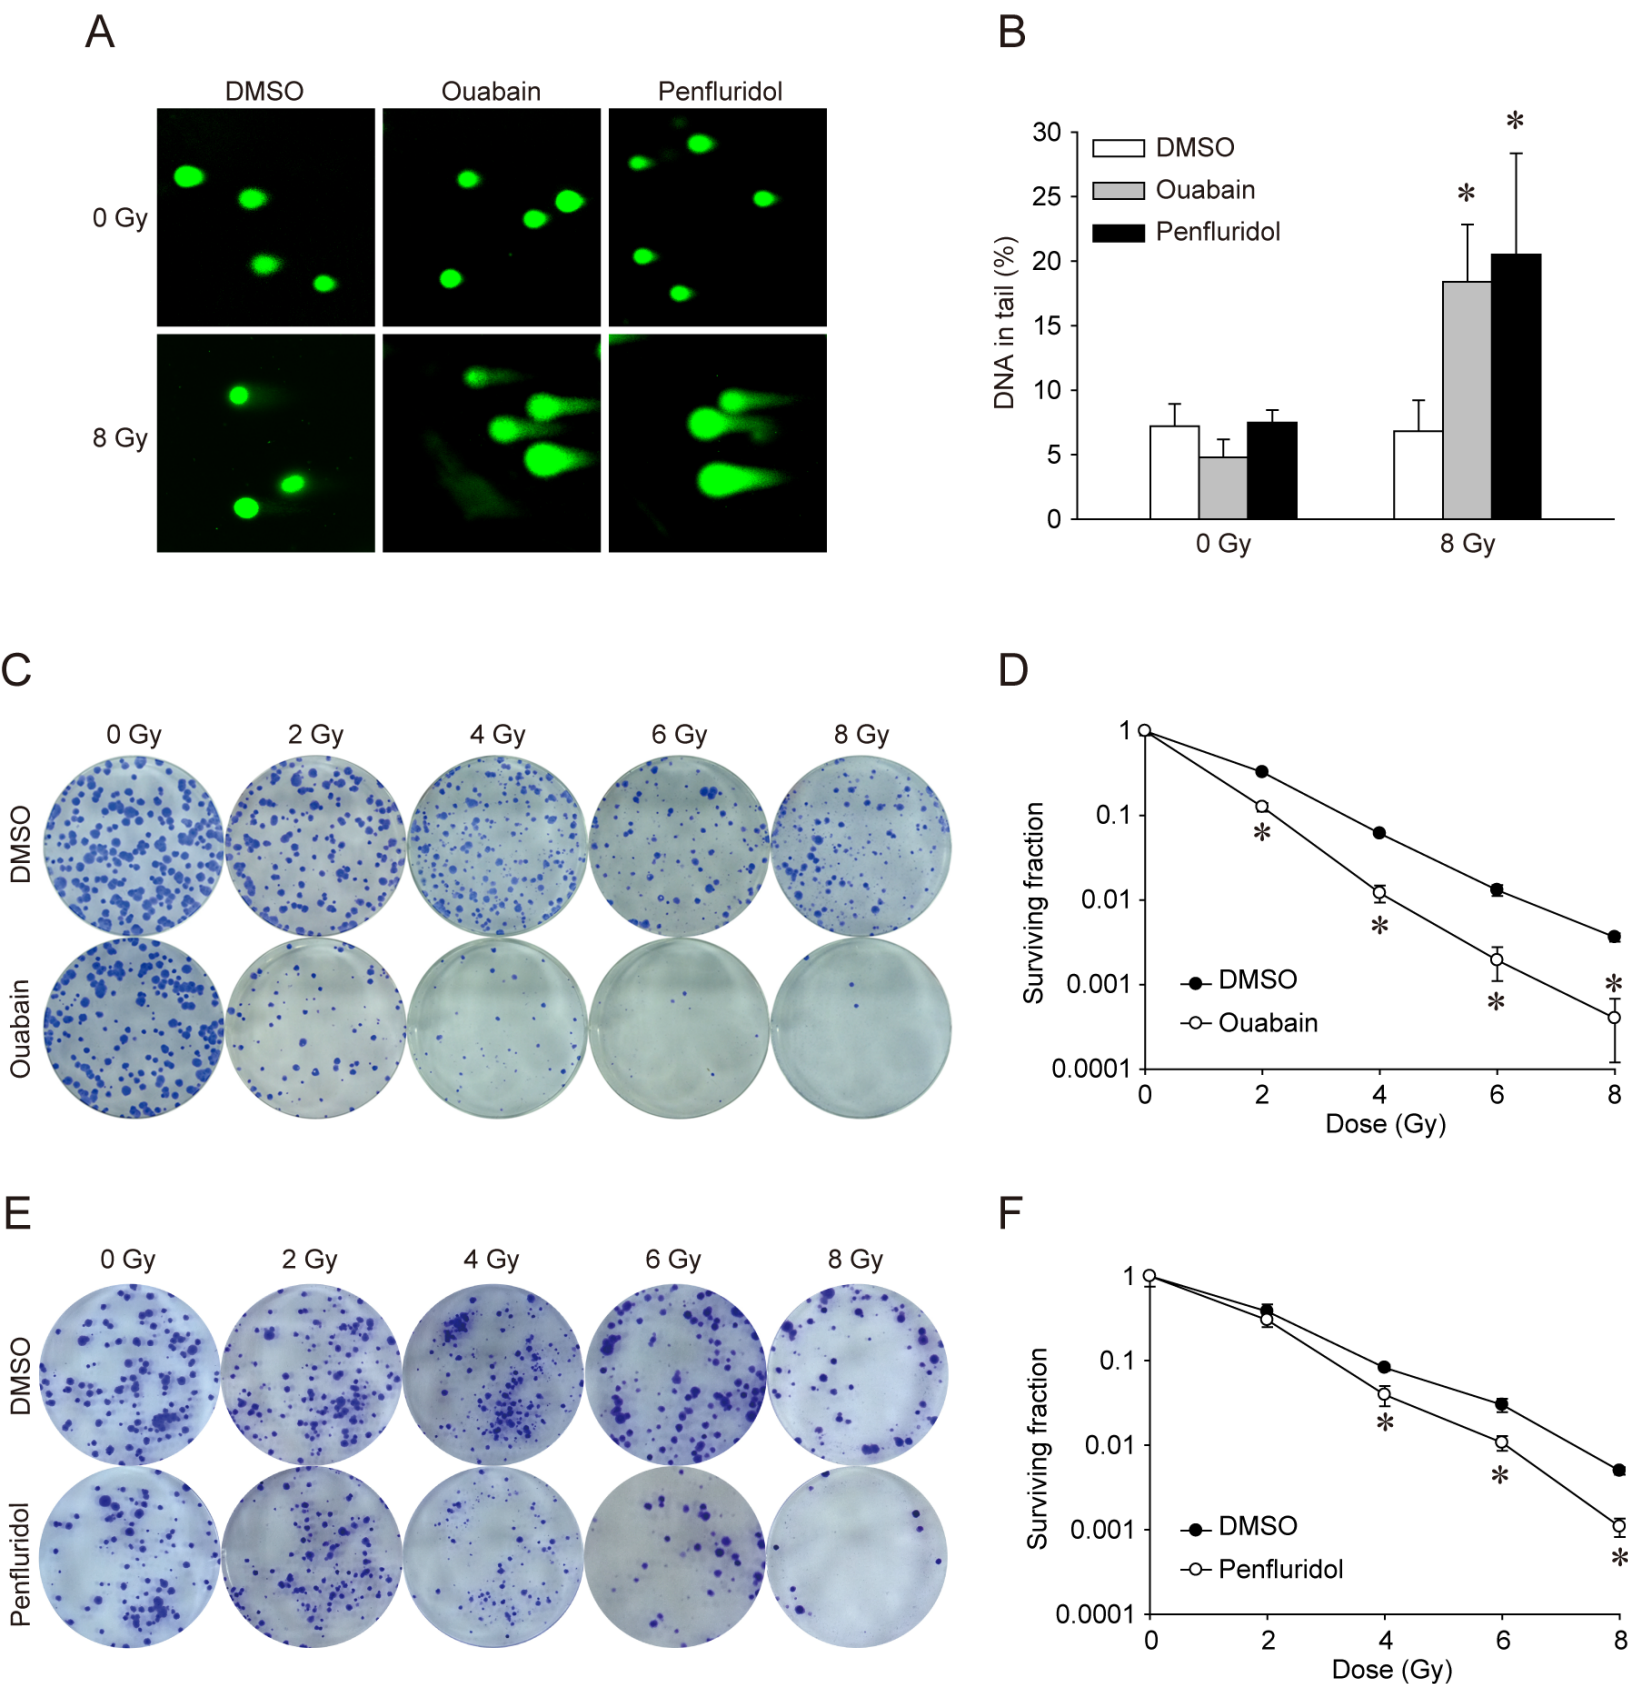 A
DMSO Ouabain Penfluridol
0 Gy
8 Gy
B
DNA in tail (%)
30
25
20
15
10
5
0
DMSO
Ouabain
Penfluridol
*
*
0 Gy 8 Gy
C
0 Gy 2 Gy 4 Gy 6 Gy 8 Gy
DMSO
Ouabain
D
Surviving fraction
1
0.1
0.01
0.001
0.0001
*
*
*
*
DMSO
Ouabain
0 2 4 6 8
Dose (Gy)
E
0 Gy 2 Gy 4 Gy 6 Gy 8 Gy
DMSO
Penfluridol
F
Surviving fraction
1
0.1
0.01
0.001
0.0001
*
*
*
DMSO
Penfluridol
0 2 4 6 8
Dose (Gy)